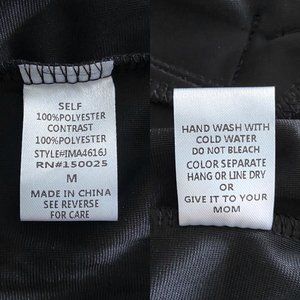 SELF
100%POLYESTER
CONTRAST
100%POLYESTER
STYLE#IMA4616J
RN#150025
M
MADE IN CHINA
SEE REVERSE
FOR CARE
HAND WASH WITH
COLD WATER
DO NOT BLEACH
COLOR SEPARATE
HANG OR LINE DRY
OR
GIVE IT TO YOUR
MOM